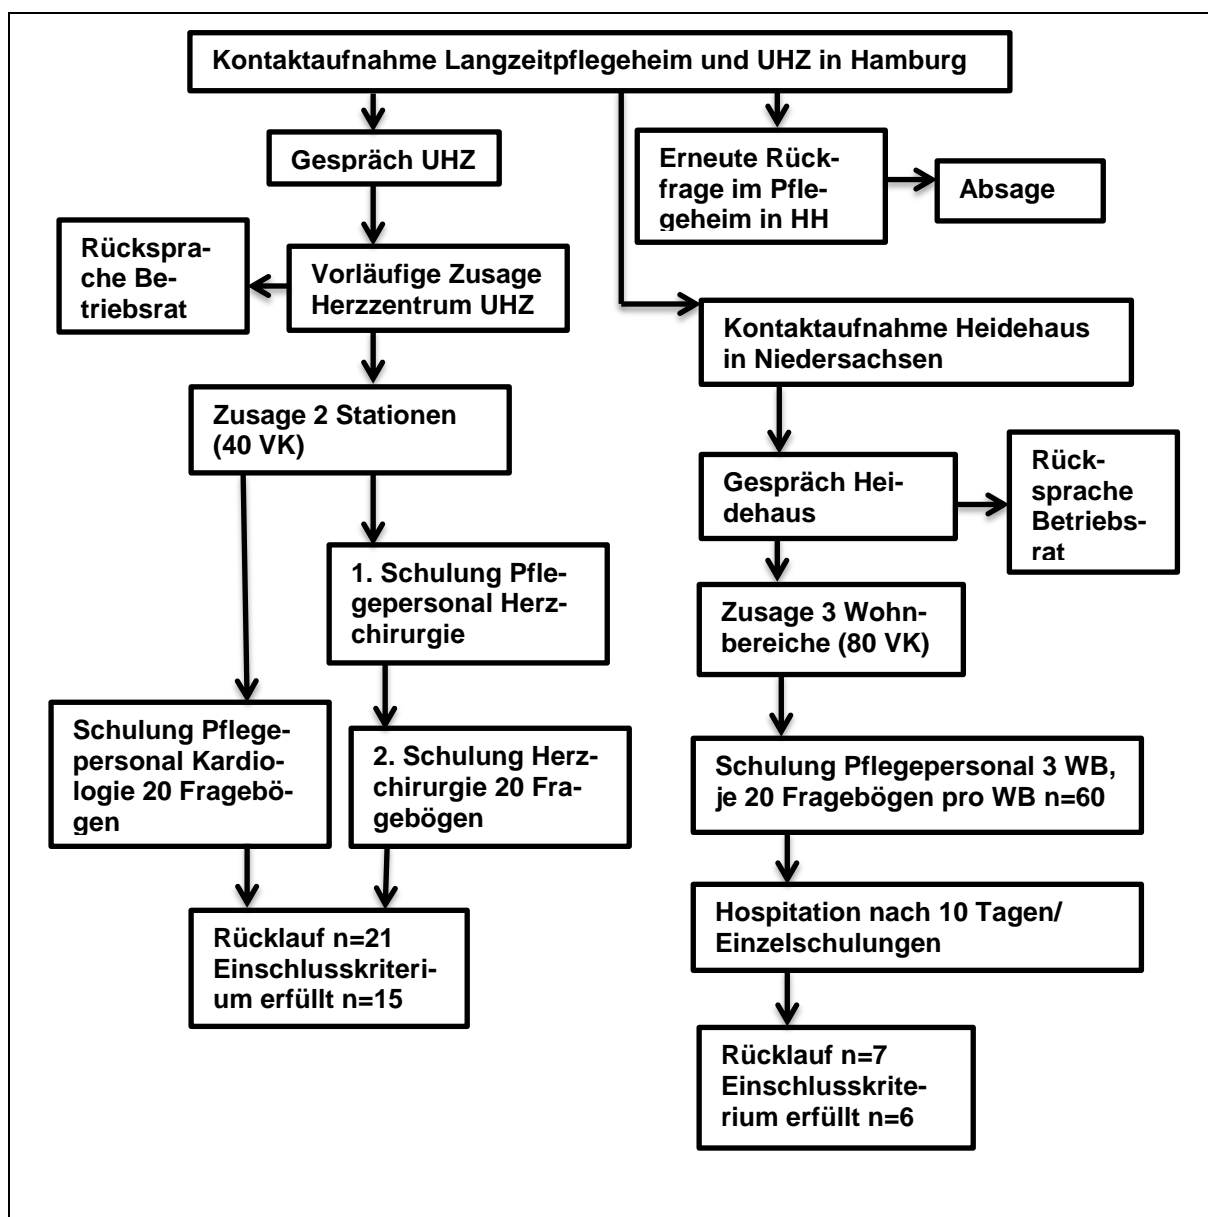 Kontaktaufnahme Langzeitpflegeheim und UHZ in Hamburg
Gespräch UHZ
Erneute Rück-
frage im Pfle-
geheim in HH
Absage
Rückspra-
che Be-
triebsrat
Vorläufige Zusage
Herzzentrum UHZ
Kontaktaufnahme Heidehaus
in Niedersachsen
Zusage 2 Stationen
(40 VK)
Gespräch Hei-
dehaus
Rück-
sprache
Betriebs-
rat
1. Schulung Pfle-
gepersonal Herz-
chirurgie
Zusage 3 Wohn-
bereiche (80 VK)
Schulung Pflege-
personal Kardio-
logie 20 Fragebö-
gen
2. Schulung Herz-
chirurgie 20 Fra-
gebögen
Schulung Pflegepersonal 3 WB,
je 20 Fragebögen pro WB n=60
Hospitation nach 10 Tagen/
Einzelschulungen
Rücklauf n=21
Einschlusskriteri-
um erfüllt n=15
Rücklauf n=7
Einschlusskrite-
rium erfüllt n=6